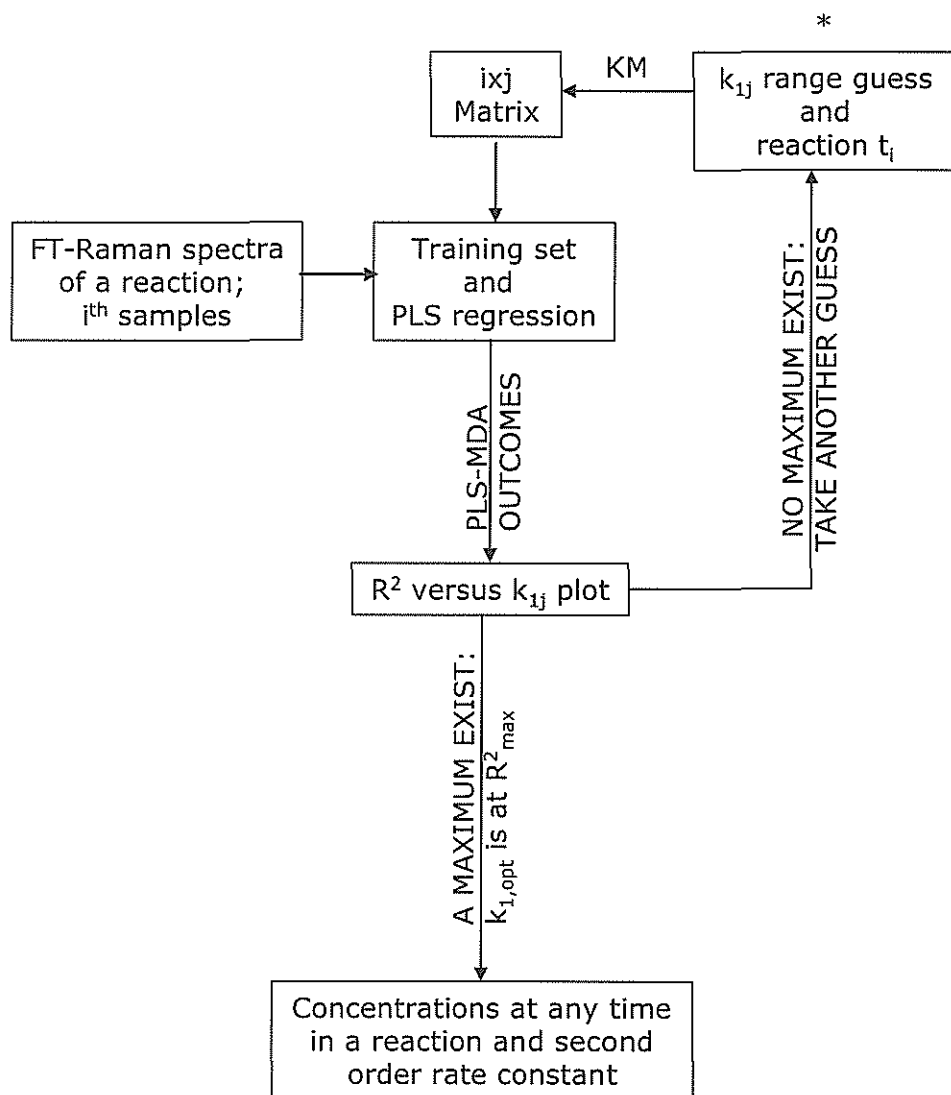 *
ixj
Matrix
KM
k₁ⱼ range guess
and
reaction tᵢ
FT-Raman spectra
of a reaction;
iᵗʰ samples
Training set
and
PLS regression
PLS-MDA
OUTCOMES
NO MAXIMUM EXIST:
TAKE ANOTHER GUESS
R² versus k₁ⱼ plot
A MAXIMUM EXIST:
k₁,opt is at R²max
Concentrations at any time
in a reaction and second
order rate constant